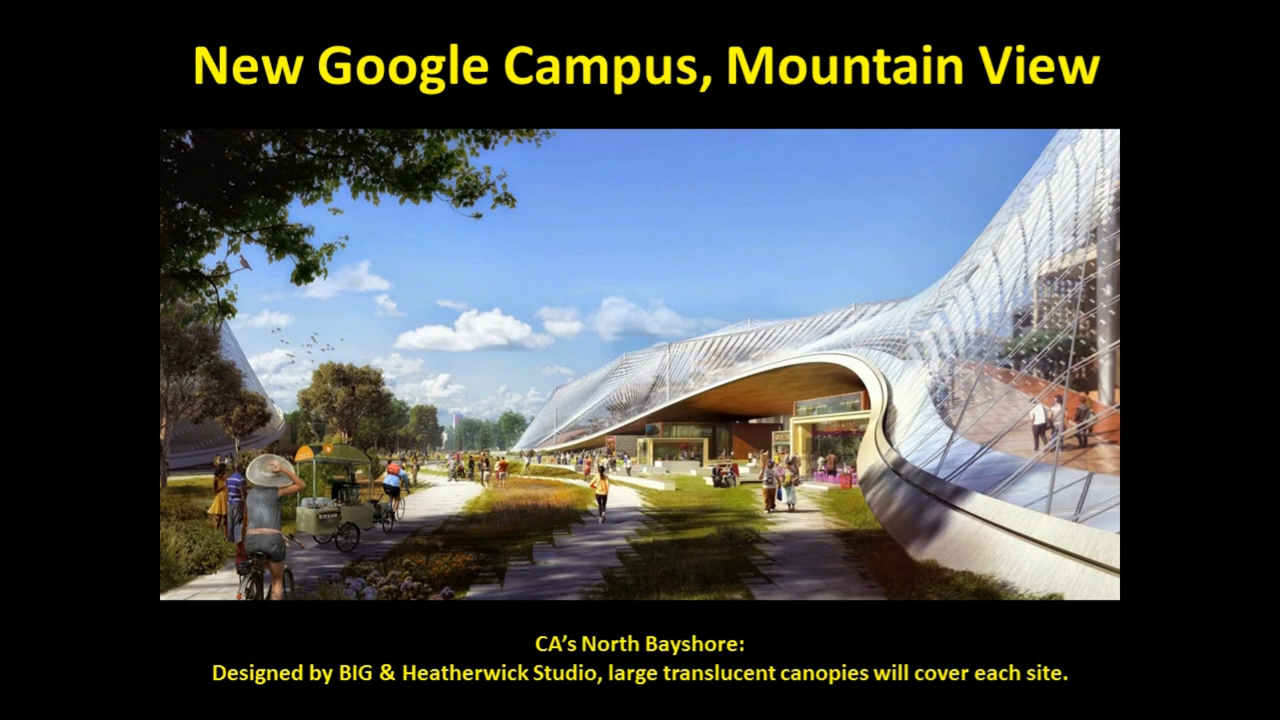 New Google Campus, Mountain View
CA’s North Bayshore:
Designed by BIG & Heatherwick Studio, large translucent canopies will cover each site.